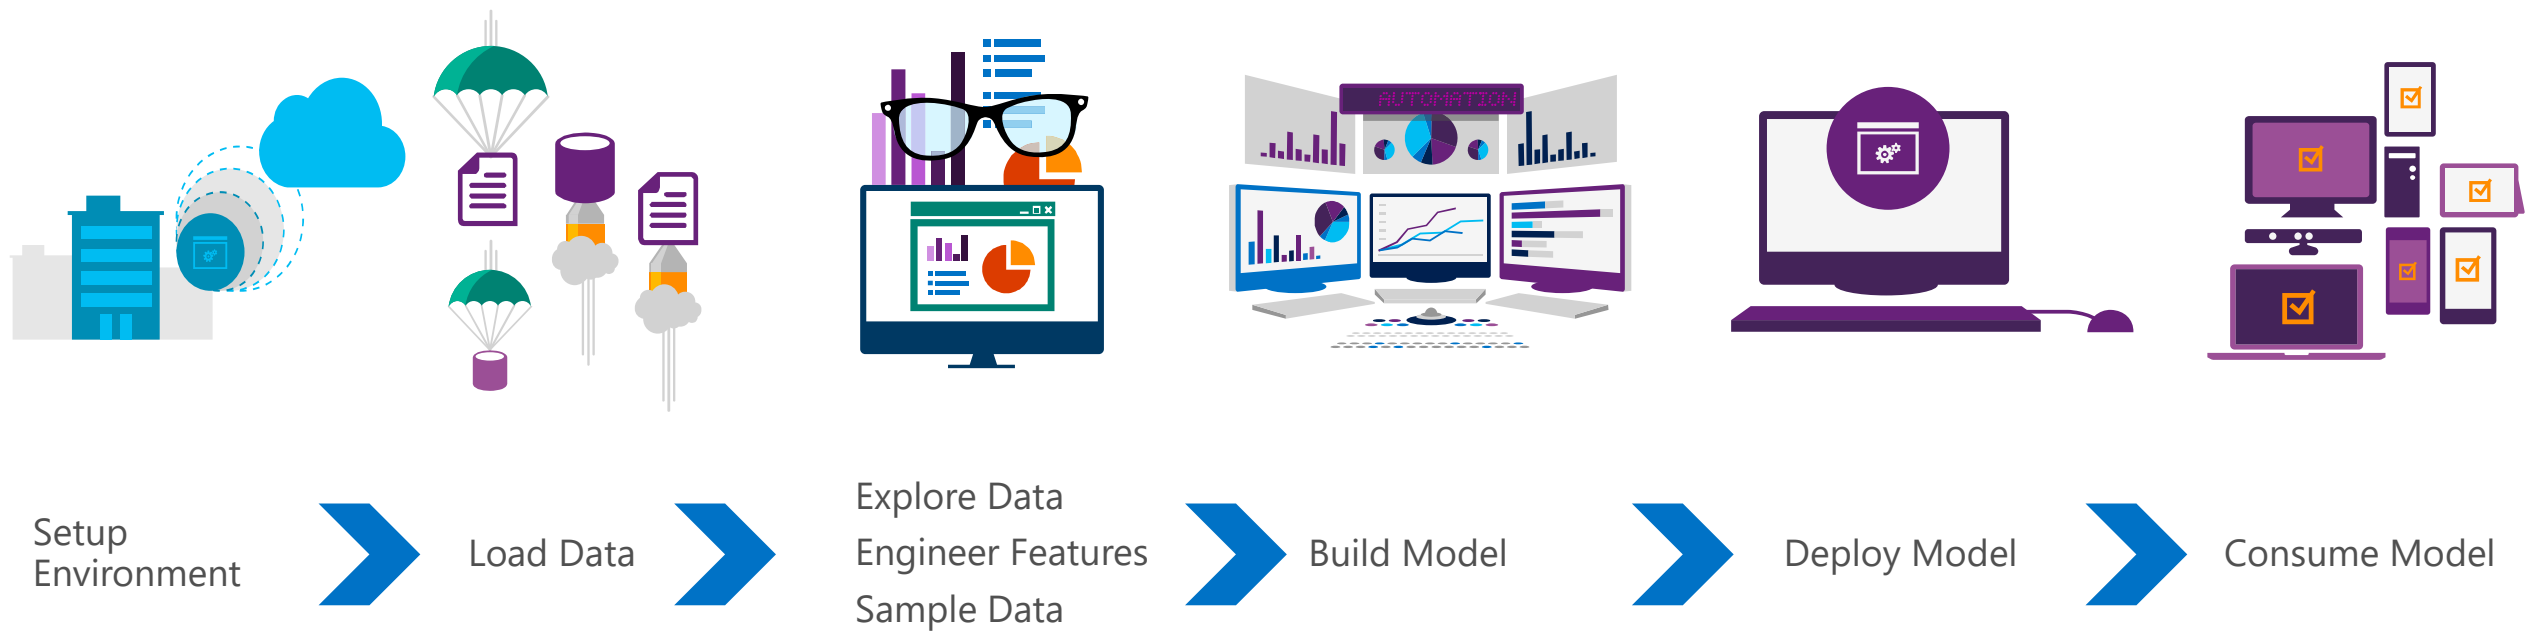 AUTOMATION
Setup
Environment
Load Data
Explore Data
Engineer Features
Sample Data
Build Model
Deploy Model
Consume Model